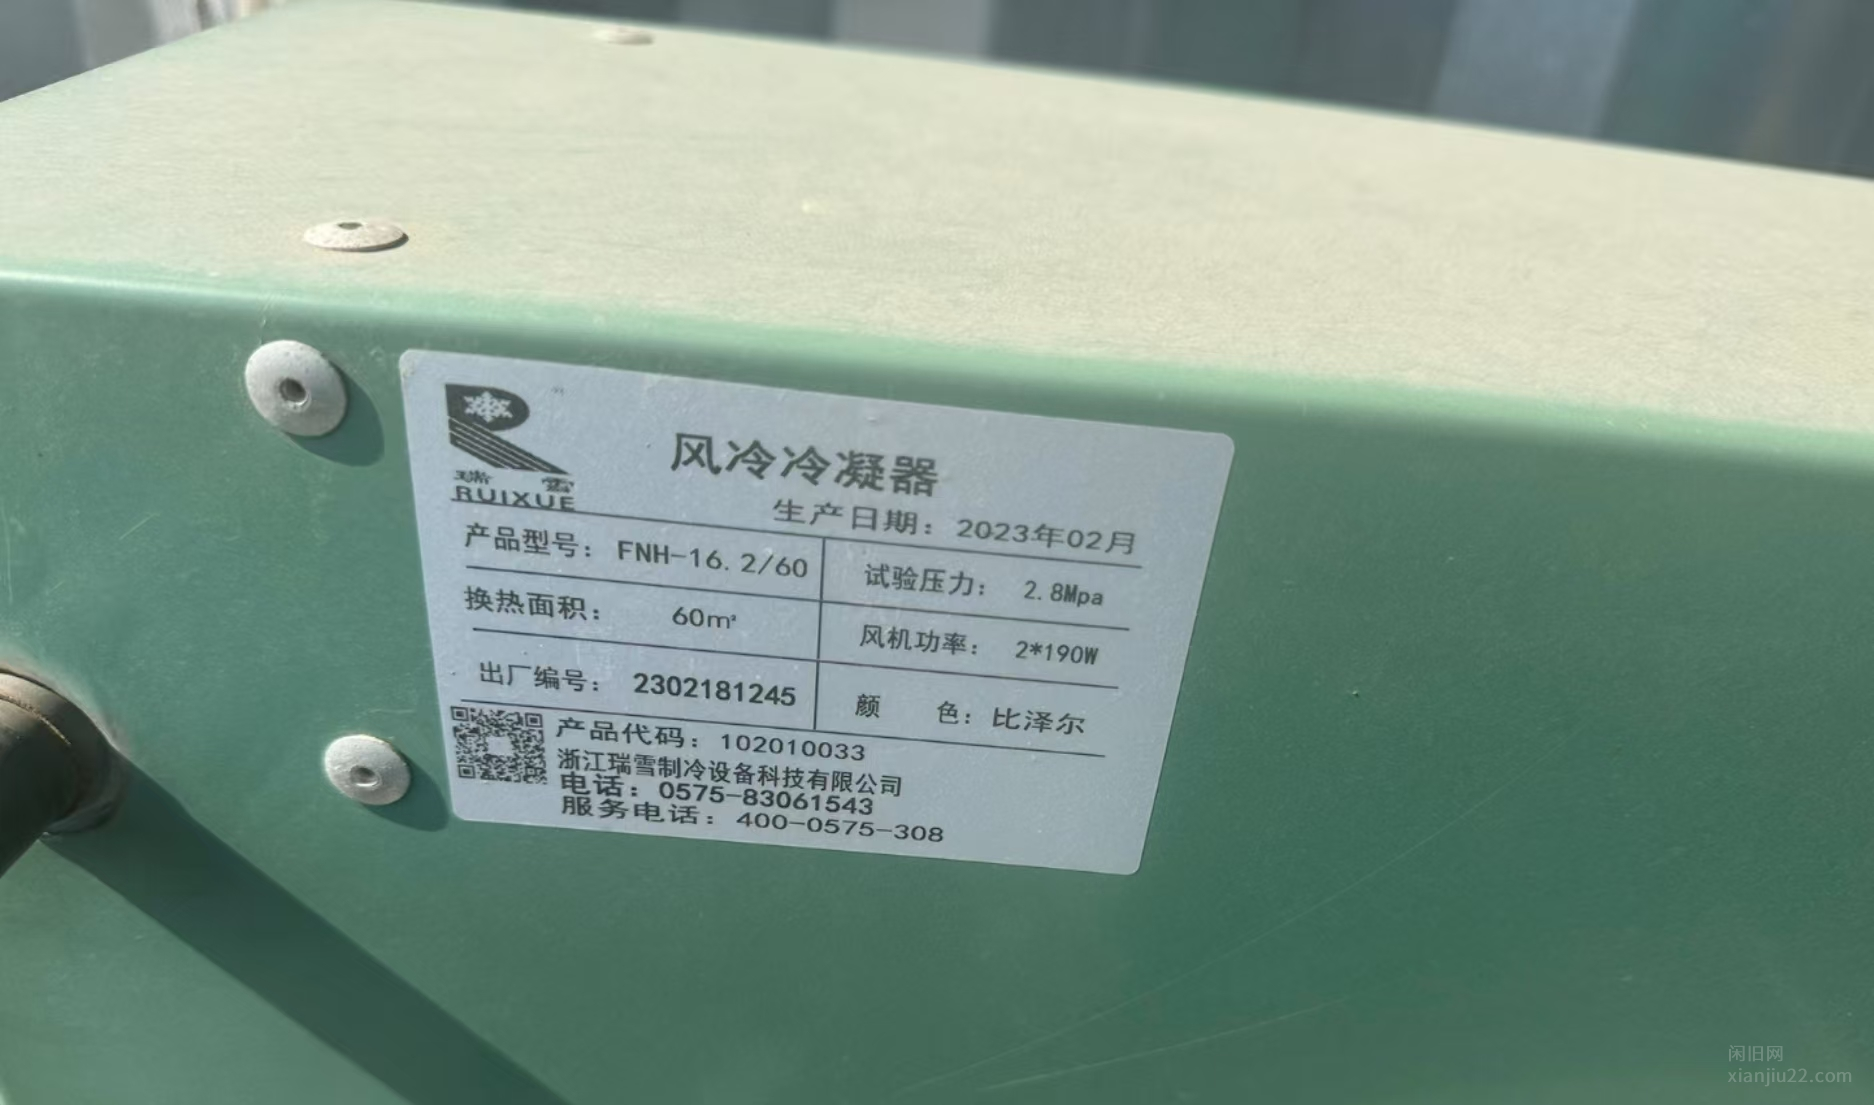 瑞雪
RUIXUE
风冷冷凝器
生产日期：2023年02月
产品型号：FNH-16.2/60
试验压力：2.8Mpa
换热面积：60m²
风机功率：2*190W
出厂编号：2302181245
颜 色：比泽尔
产品代码：102010033
浙江瑞雪制冷设备科技有限公司
电话：0575-83061543
服务电话：400-0575-308
闲旧网
xianjiu22.com